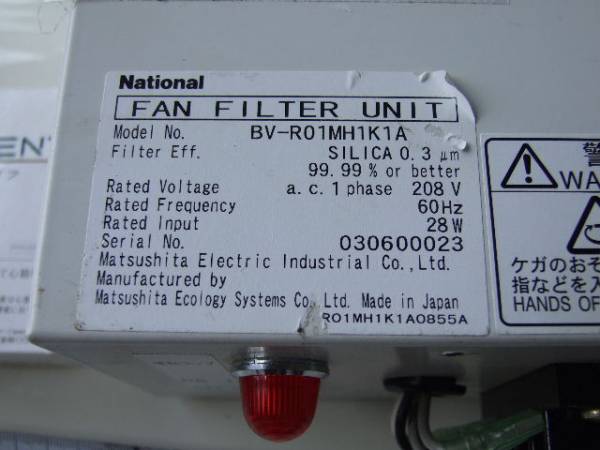 National
FAN FILTER UNIT
Model No. BV-R01MH1K1A
Filter Eff. SILICA 0.3 μm
99.99 % or better
Rated Voltage a.c. 1 phase 208 V
Rated Frequency 60Hz
Rated Input 28W
Serial No. 030600023
Matsushita Electric Industrial Co., Ltd.
Manufactured by
Matsushita Ecology Systems Co., Ltd. Made in Japan
R01MH1K1A0855A
警
WA
ケガのおそ
指などを入
HANDS OF
EN